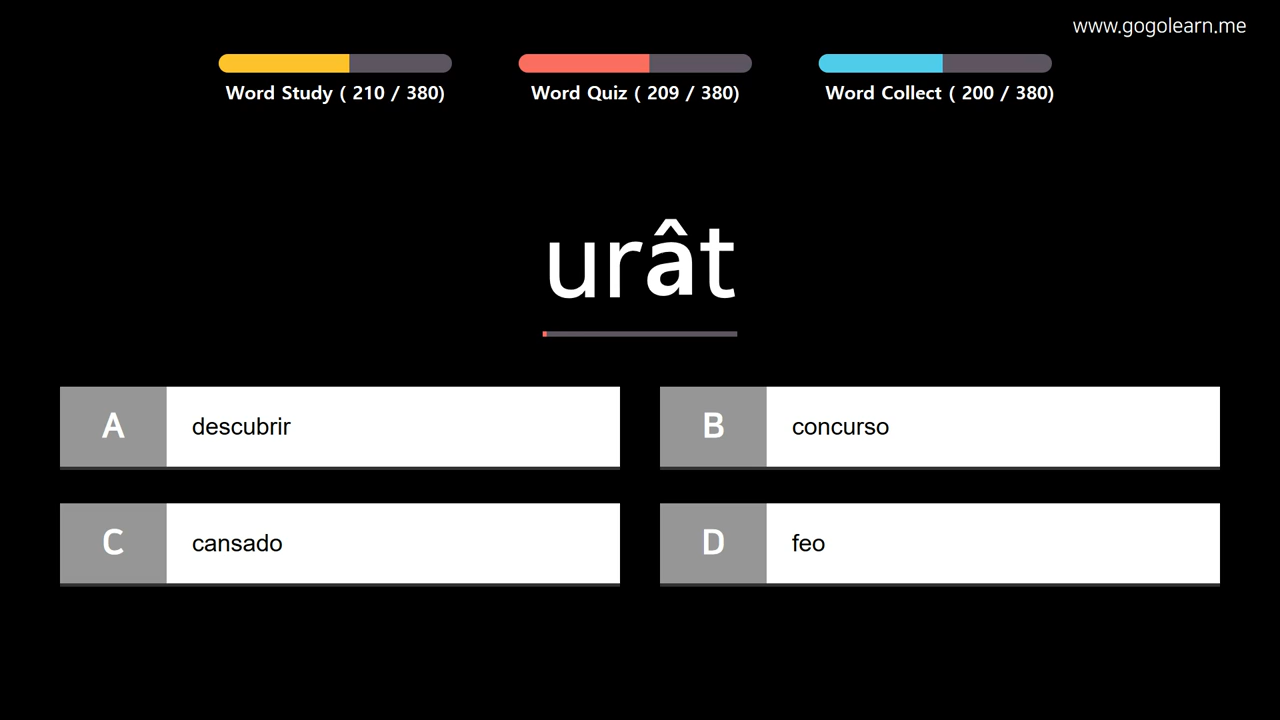 www.gogolearn.me
Word Study ( 210 / 380)
Word Quiz ( 209 / 380)
Word Collect ( 200 / 380)
urât
A descubrir
B concurso
C cansado
D feo